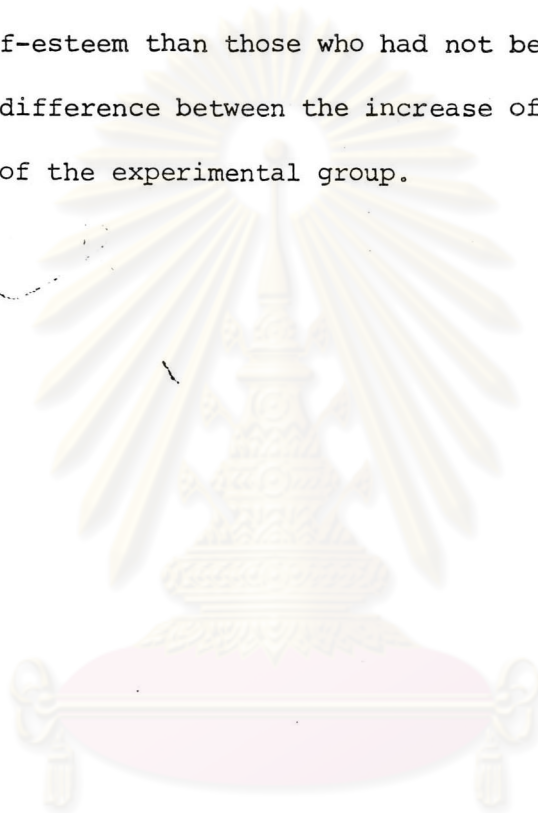 f-esteem than those who had not be
difference between the increase of
of the experimental group.